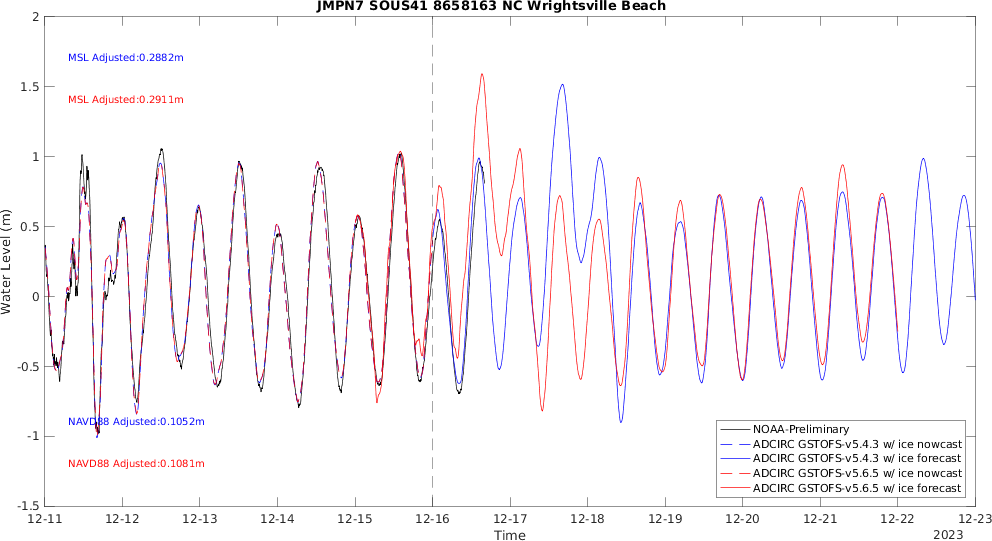 JMPN7 SOUS41 8658163 NC Wrightsville Beach
Water Level (m)
2
1.5
1
0.5
0
-0.5
-1
-1.5
MSL Adjusted:0.2882m
MSL Adjusted:0.2911m
NAVD88 Adjusted:0.1052m
NAVD88 Adjusted:0.1081m
NOAA-Preliminary
ADCIRC GSTOFS-v5.4.3 w/ ice nowcast
ADCIRC GSTOFS-v5.4.3 w/ ice forecast
ADCIRC GSTOFS-v5.6.5 w/ ice nowcast
ADCIRC GSTOFS-v5.6.5 w/ ice forecast
12-11 12-12 12-13 12-14 12-15 12-16 12-17 12-18 12-19 12-20 12-21 12-22 12-23
Time
2023